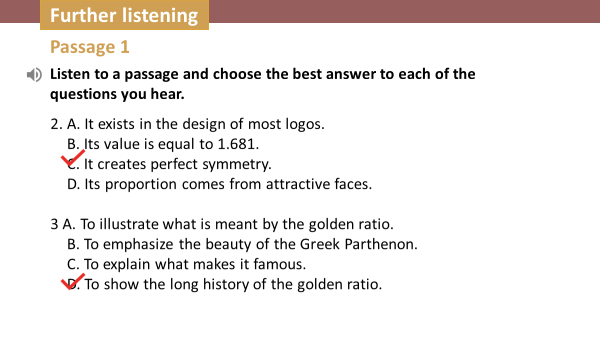 Further listening
Passage 1
Listen to a passage and choose the best answer to each of the
questions you hear.
2. A. It exists in the design of most logos.
B. Its value is equal to 1.681.
C. It creates perfect symmetry.
D. Its proportion comes from attractive faces.
3 A. To illustrate what is meant by the golden ratio.
B. To emphasize the beauty of the Greek Parthenon.
C. To explain what makes it famous.
D. To show the long history of the golden ratio.